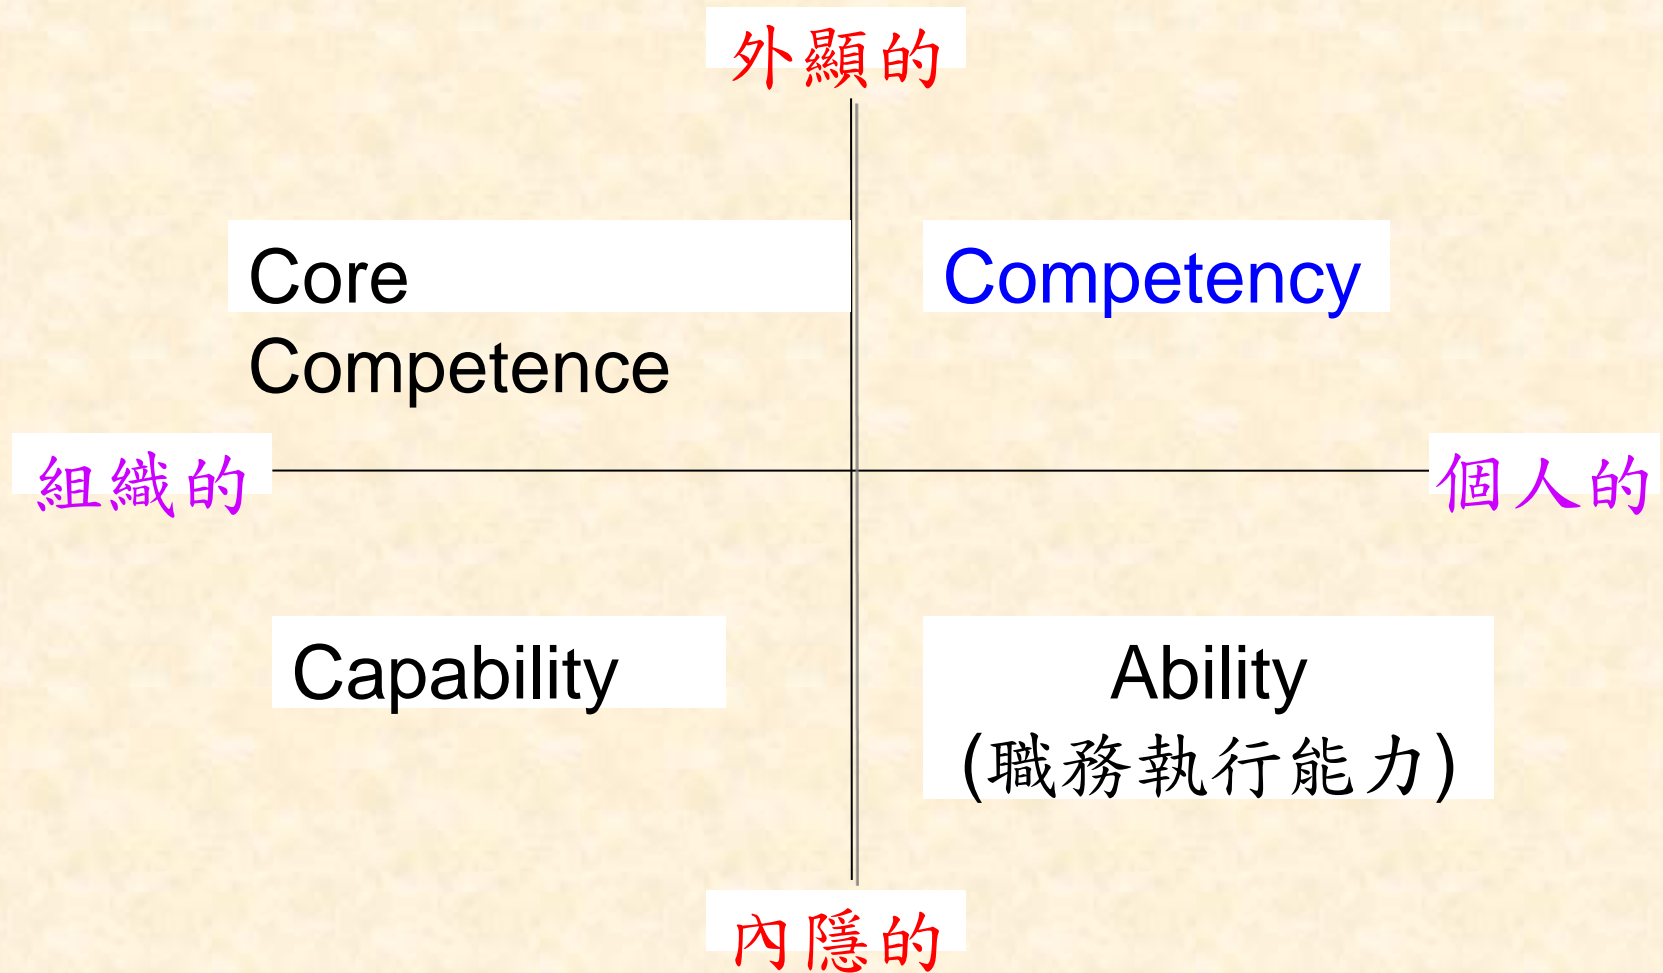 外顯的
Core
Competence
Competency
組織的
個人的
Capability
Ability
(職務執行能力)
內隱的